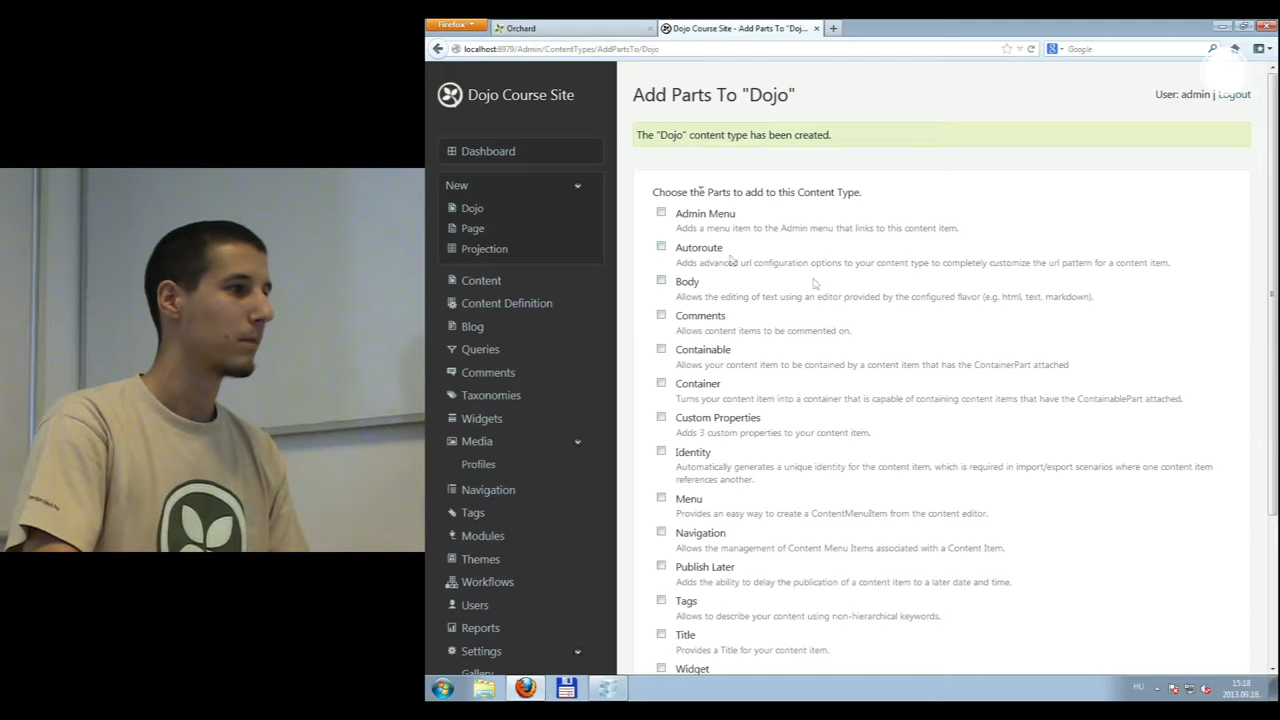 Firefox
Orchard
Dojo Course Site - Add Parts To "Doj...
localhost:8979/Admin/ContentTypes/AddPartsTo/Dojo
Google
Dojo Course Site
Add Parts To "Dojo"
User: admin | Logout
The "Dojo" content type has been created.
Dashboard
New
Dojo
Page
Projection
Content
Content Definition
Blog
Queries
Comments
Taxonomies
Widgets
Media
Profiles
Navigation
Tags
Modules
Themes
Workflows
Users
Reports
Settings
Gallery
Choose the Parts to add to this Content Type.
Admin Menu
Adds a menu item to the Admin menu that links to this content item.
Autoroute
Adds advanced url configuration options to your content type to completely customize the url pattern for a content item.
Body
Allows the editing of text using an editor provided by the configured flavor (e.g. html, text, markdown).
Comments
Allows content items to be commented on.
Containable
Allows your content item to be contained by a content item that has the ContainerPart attached
Container
Turns your content item into a container that is capable of containing content items that have the ContainablePart attached.
Custom Properties
Adds 3 custom properties to your content item.
Identity
Automatically generates a unique identity for the content item, which is required in import/export scenarios where one content item
references another.
Menu
Provides an easy way to create a ContentMenuItem from the content editor.
Navigation
Allows the management of Content Menu Items associated with a Content Item.
Publish Later
Adds the ability to delay the publication of a content item to a later date and time.
Tags
Allows to describe your content using non-hierarchical keywords.
Title
Provides a Title for your content item.
Widget
HU
15:18
2013.09.18.